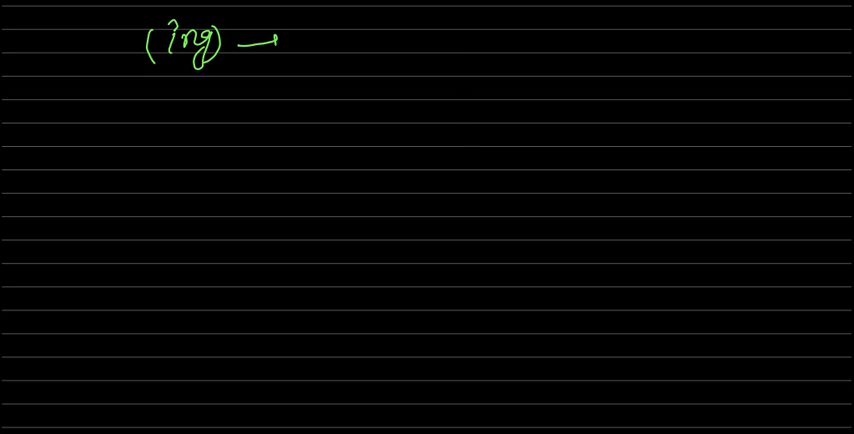 (ing) →